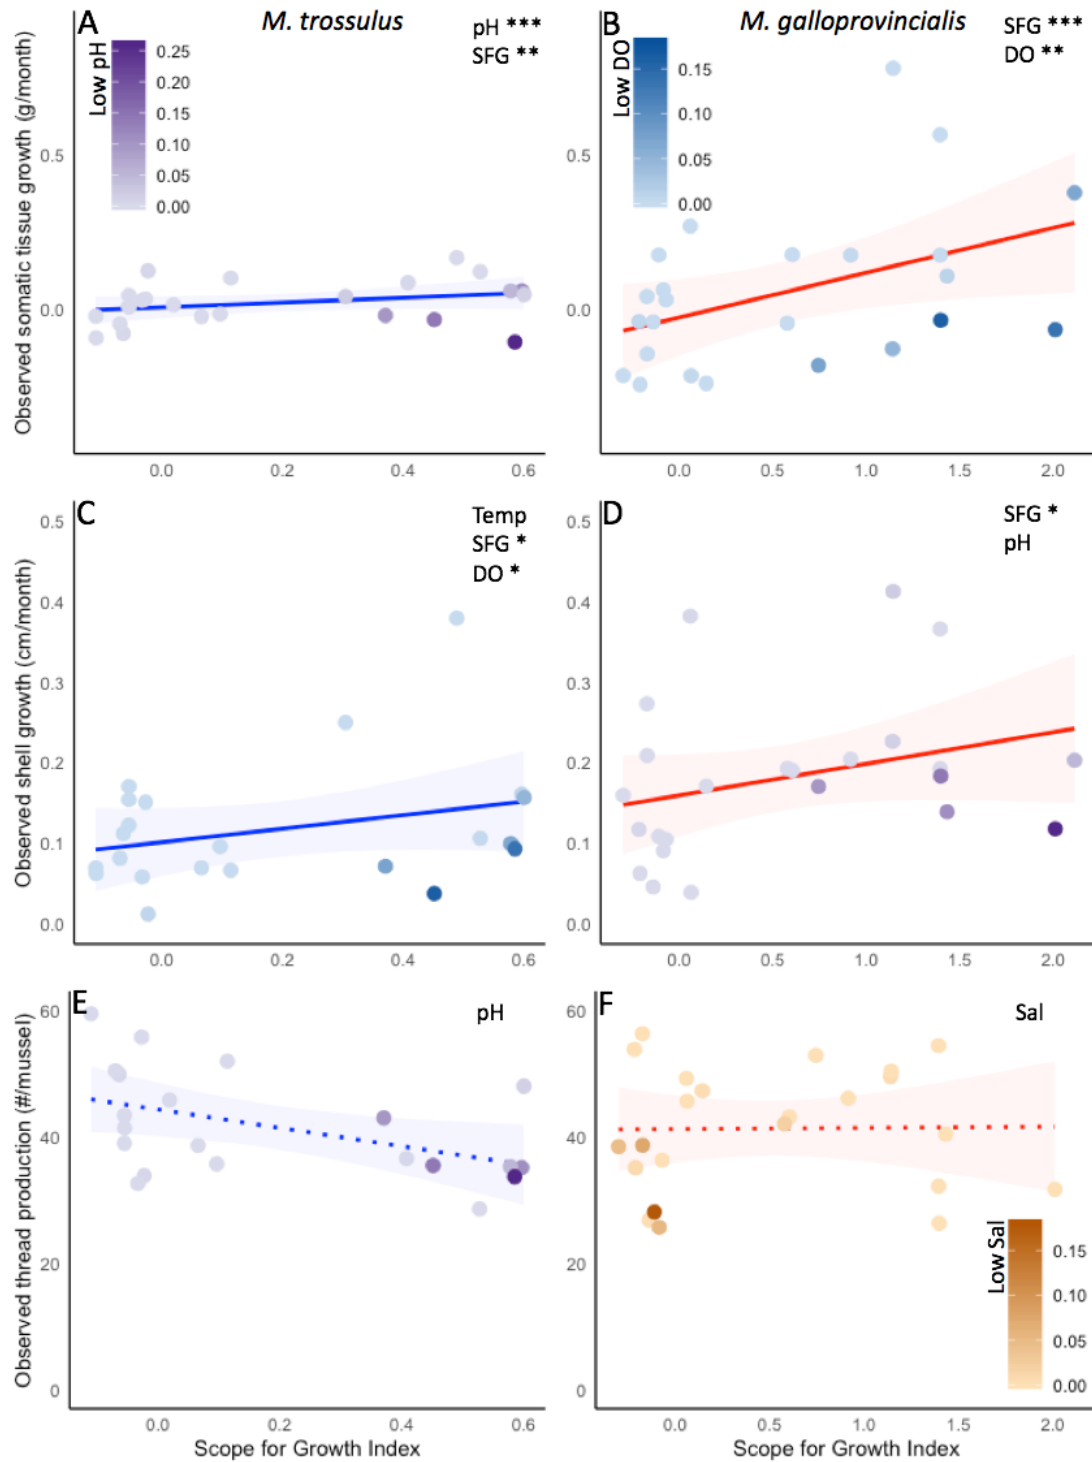 A
M. trossulus
pH ***
SFG **
Low pH
0.25
0.20
0.15
0.10
0.05
0.00
Observed somatic tissue growth (g/month)
0.5
0.0
0.0 0.2 0.4 0.6
B
M. galloprovincialis
SFG ***
DO **
Low DO
0.15
0.10
0.05
0.00
0.5
0.0
0.0 0.5 1.0 1.5 2.0
C
Temp
SFG *
DO *
Observed shell growth (cm/month)
0.5
0.4
0.3
0.2
0.1
0.0
0.0 0.2 0.4 0.6
D
SFG *
pH
0.5
0.4
0.3
0.2
0.1
0.0
0.0 0.5 1.0 1.5 2.0
E
pH
Observed thread production (#/mussel)
60
40
20
0
0.0 0.2 0.4 0.6
Scope for Growth Index
F
Sal
60
40
20
0
Low Sal
0.15
0.10
0.05
0.00
0.0 0.5 1.0 1.5 2.0
Scope for Growth Index